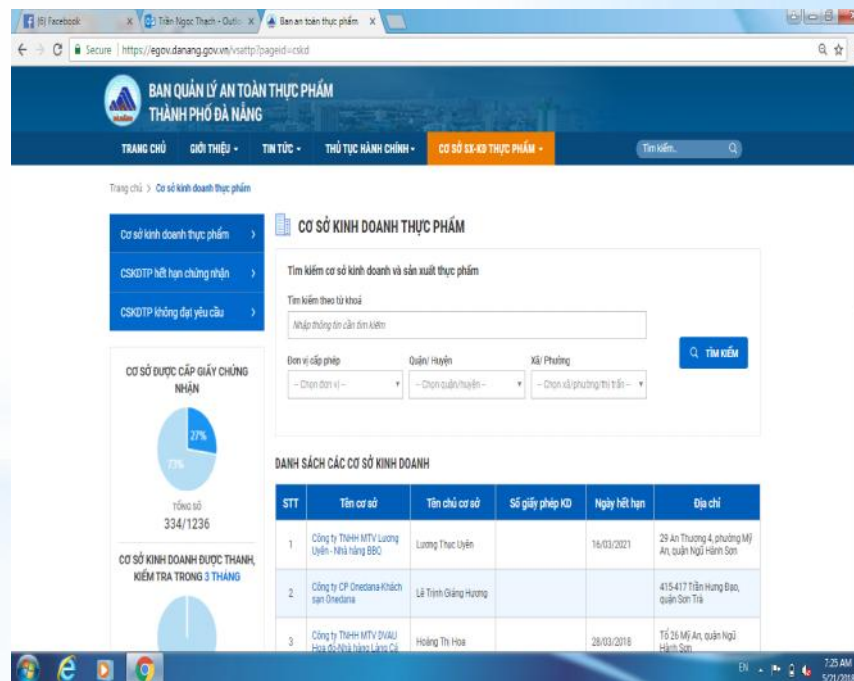 (6) Facebook
Trần Ngọc Thạch - Outlo
Ban an toàn thực phẩm
Secure | https://egov.danang.gov.vn/vsattp?pageid=cskd
BAN QUẢN LÝ AN TOÀN THỰC PHẨM
THÀNH PHỐ ĐÀ NẴNG
TRANG CHỦ GIỚI THIỆU TIN TỨC THỦ TỤC HÀNH CHÍNH CƠ SỞ SX-KD THỰC PHẨM Tìm kiếm..
Trang chủ > Cơ sở kinh doanh thực phẩm
Cơ sở kinh doanh thực phẩm
CSKDTP hết hạn chứng nhận
CSKDTP không đạt yêu cầu
CƠ SỞ ĐƯỢC CẤP GIẤY CHỨNG
NHẬN
27%
73%
TỔNG SỐ
334/1236
CƠ SỞ KINH DOANH ĐƯỢC THANH,
KIỂM TRA TRONG 3 THÁNG
CƠ SỞ KINH DOANH THỰC PHẨM
Tìm kiếm cơ sở kinh doanh và sản xuất thực phẩm
Tìm kiếm theo từ khoá
Nhập thông tin cần tìm kiếm
Đơn vị cấp phép Quận/ Huyện Xã/ Phường
-- Chọn đơn vị -- -- Chọn quận/huyện -- -- Chọn xã/phường/thị trấn --
TÌM KIẾM
DANH SÁCH CÁC CƠ SỞ KINH DOANH
STT Tên cơ sở Tên chủ cơ sở Số giấy phép KD Ngày hết hạn Địa chỉ
1 Công ty TNHH MTV Lương Uyên - Nhà hàng BBQ Lương Thục Uyên 16/03/2021 29 An Thượng 4, phường Mỹ An, quận Ngũ Hành Sơn
2 Công ty CP Onedana-Khách sạn Onedana Lê Trịnh Giáng Hương 415-417 Trần Hưng Đạo, quận Sơn Trà
3 Công ty TNHH MTV DVAU Hoa đỏ-Nhà hàng Làng Cá Hoàng Thị Hoa 28/03/2018 Tổ 26 Mỹ An, quận Ngũ Hành Sơn
EN
7:25 AM
5/21/2018